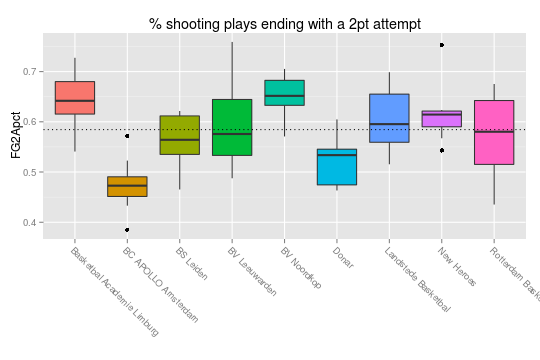 % shooting plays ending with a 2pt attempt
FG2Apct
0.7
0.6
0.5
0.4
Basketbal Academie Limburg
BC APOLLO Amsterdam
BS Leiden
BV Leeuwarden
BV Noordkop
Donar
Landstede Basketbal
New Heroes
Rotterdam Bask